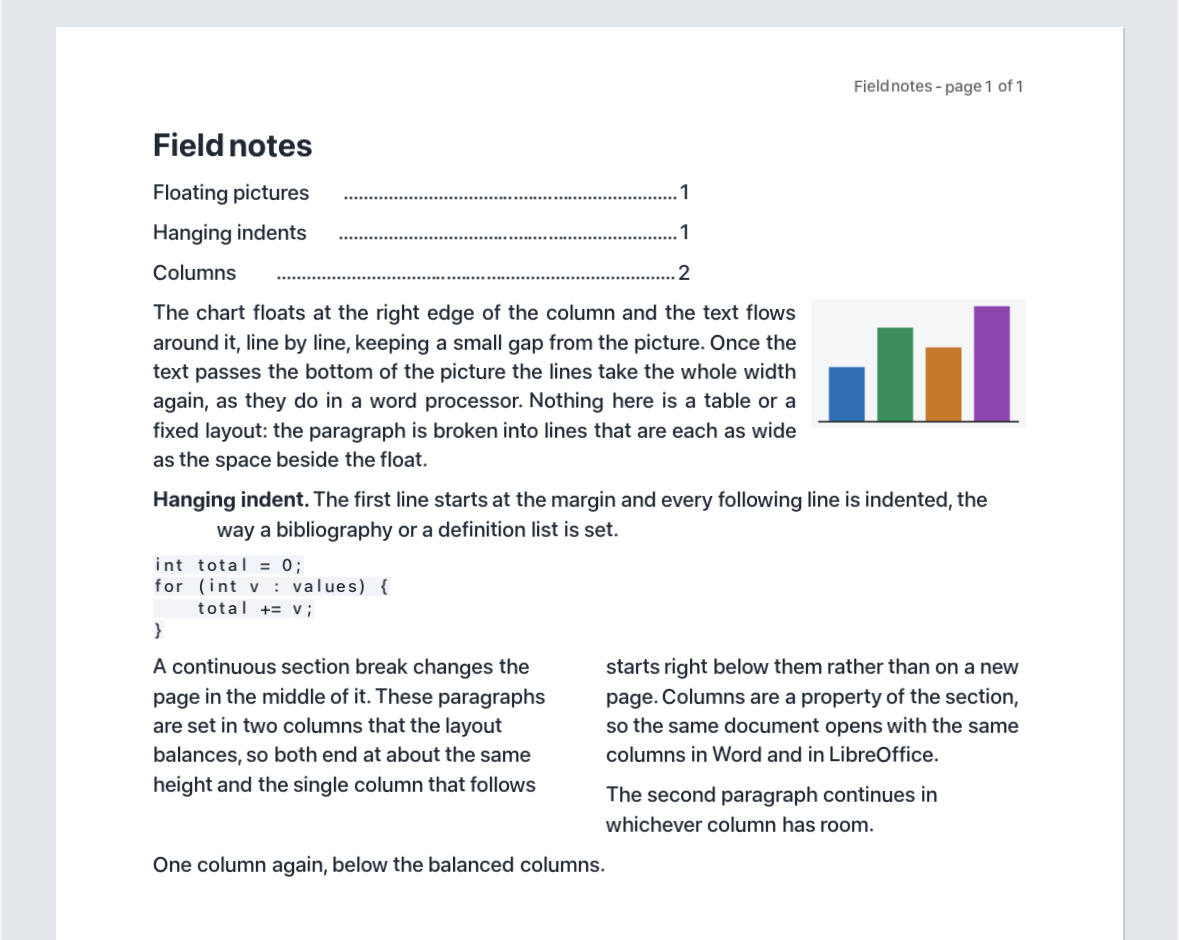 Field notes - page 1 of 1
Field notes
Floating pictures ........................................................................ 1
Hanging indents ........................................................................ 1
Columns ........................................................................ 2
The chart floats at the right edge of the column and the text flows
around it, line by line, keeping a small gap from the picture. Once the
text passes the bottom of the picture the lines take the whole width
again, as they do in a word processor. Nothing here is a table or a
fixed layout: the paragraph is broken into lines that are each as wide
as the space beside the float.
Hanging indent. The first line starts at the margin and every following line is indented, the
way a bibliography or a definition list is set.
int total = 0;
for (int v : values) {
    total += v;
}
A continuous section break changes the
page in the middle of it. These paragraphs
are set in two columns that the layout
balances, so both end at about the same
height and the single column that follows
starts right below them rather than on a new
page. Columns are a property of the section,
so the same document opens with the same
columns in Word and in LibreOffice.
The second paragraph continues in
whichever column has room.
One column again, below the balanced columns.